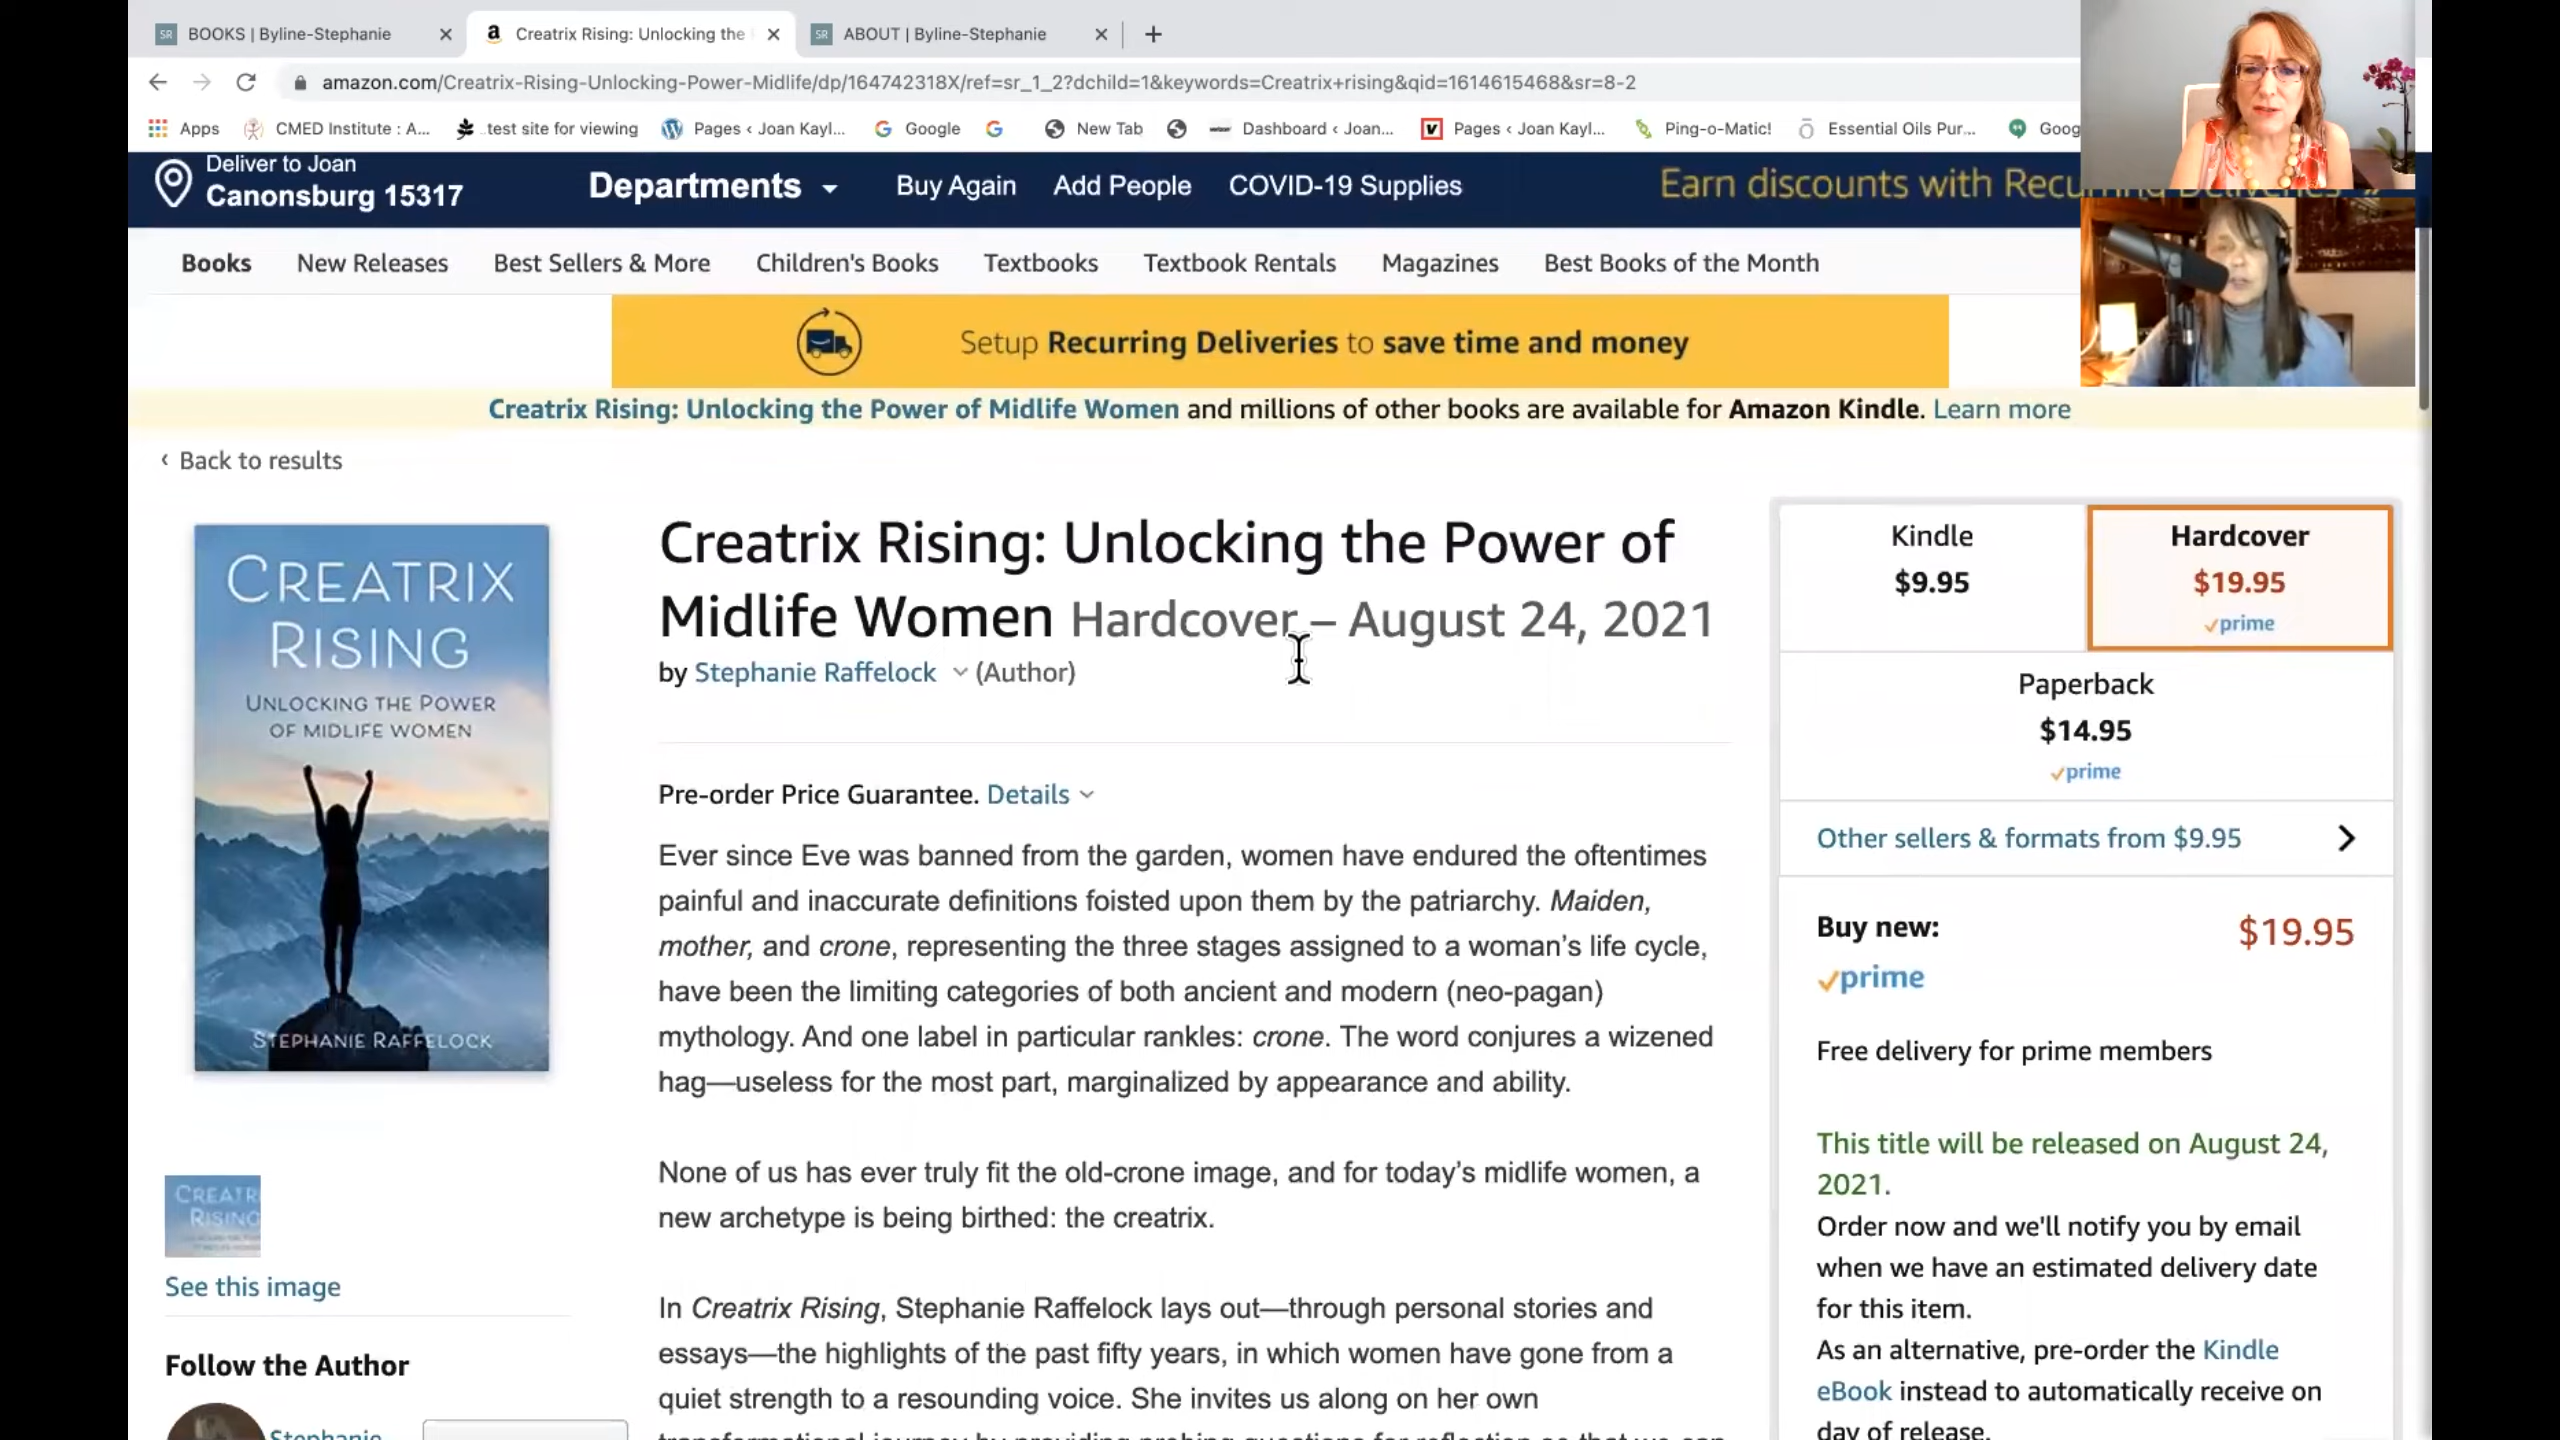 BOOKS | Byline-Stephanie
Creatrix Rising: Unlocking the
ABOUT | Byline-Stephanie
amazon.com/Creatrix-Rising-Unlocking-Power-Midlife/dp/164742318X/ref=sr_1_2?dchild=1&keywords=Creatrix+rising&qid=1614615468&sr=8-2
Apps CMED Institute : A... test site for viewing Pages ‹ Joan Kayl... Google New Tab Dashboard ‹ Joan... Pages ‹ Joan Kayl... Ping-o-Matic! Essential Oils Pur... Goog
Deliver to Joan
Canonsburg 15317
Departments Buy Again Add People COVID-19 Supplies
Earn discounts with Recurring Deliveries »
Books New Releases Best Sellers & More Children's Books Textbooks Textbook Rentals Magazines Best Books of the Month
Setup Recurring Deliveries to save time and money
Creatrix Rising: Unlocking the Power of Midlife Women and millions of other books are available for Amazon Kindle. Learn more
‹ Back to results
CREATRIX
RISING
UNLOCKING THE POWER
OF MIDLIFE WOMEN
STEPHANIE RAFFELOCK
CREATR
RISING
See this image
Follow the Author
Stephanie
Creatrix Rising: Unlocking the Power of
Midlife Women Hardcover – August 24, 2021
by Stephanie Raffelock (Author)
Pre-order Price Guarantee. Details
Ever since Eve was banned from the garden, women have endured the oftentimes
painful and inaccurate definitions foisted upon them by the patriarchy. Maiden,
mother, and crone, representing the three stages assigned to a woman's life cycle,
have been the limiting categories of both ancient and modern (neo-pagan)
mythology. And one label in particular rankles: crone. The word conjures a wizened
hag—useless for the most part, marginalized by appearance and ability.
None of us has ever truly fit the old-crone image, and for today's midlife women, a
new archetype is being birthed: the creatrix.
In Creatrix Rising, Stephanie Raffelock lays out—through personal stories and
essays—the highlights of the past fifty years, in which women have gone from a
quiet strength to a resounding voice. She invites us along on her own
transformational journey by providing probing questions for reflection so that we can
Kindle
$9.95
Hardcover
$19.95
prime
Paperback
$14.95
prime
Other sellers & formats from $9.95
Buy new: $19.95
prime
Free delivery for prime members
This title will be released on August 24,
2021.
Order now and we'll notify you by email
when we have an estimated delivery date
for this item.
As an alternative, pre-order the Kindle
eBook instead to automatically receive on
day of release.